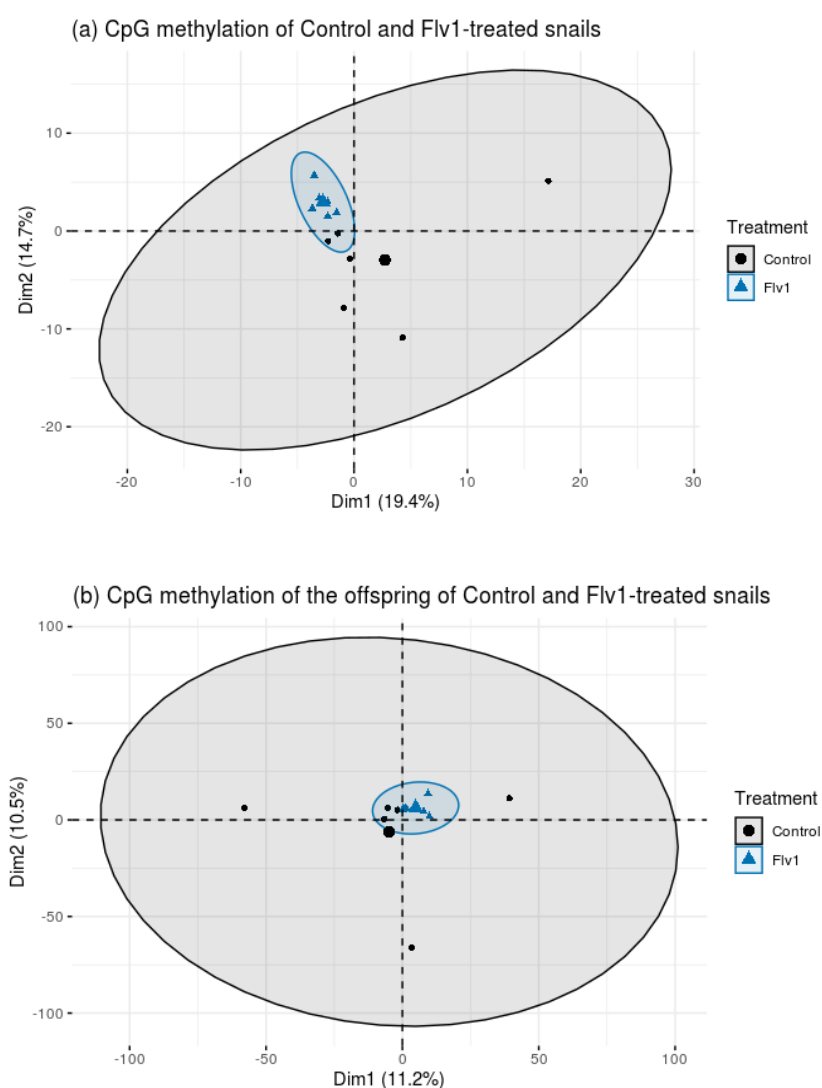 (a) CpG methylation of Control and Flv1-treated snails
10
0
-10
-20
Dim2 (14.7%)
-20 -10 0 10 20 30
Dim1 (19.4%)
Treatment
Control
Flv1
(b) CpG methylation of the offspring of Control and Flv1-treated snails
100
50
0
-50
-100
Dim2 (10.5%)
-100 -50 0 50 100
Dim1 (11.2%)
Treatment
Control
Flv1